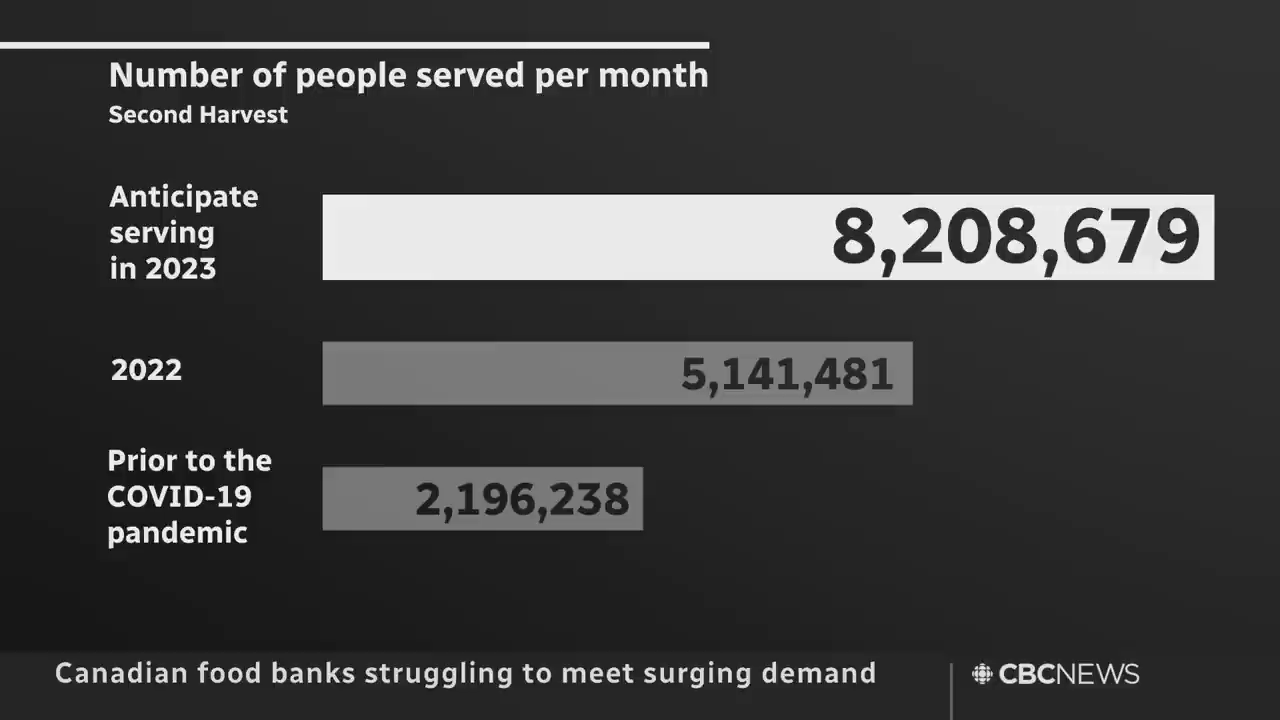 Number of people served per month
Second Harvest
Anticipate
serving
in 2023
8,208,679
2022
5,141,481
Prior to the
COVID-19
pandemic
2,196,238
Canadian food banks struggling to meet surging demand
CBCNEWS